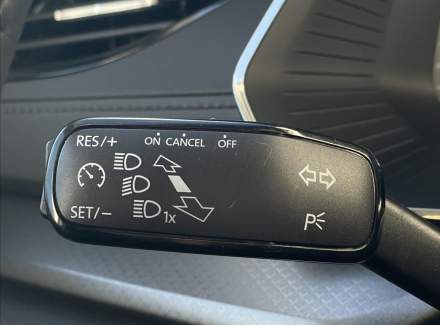 RES/+ ON CANCEL OFF
SET/- 1x
P